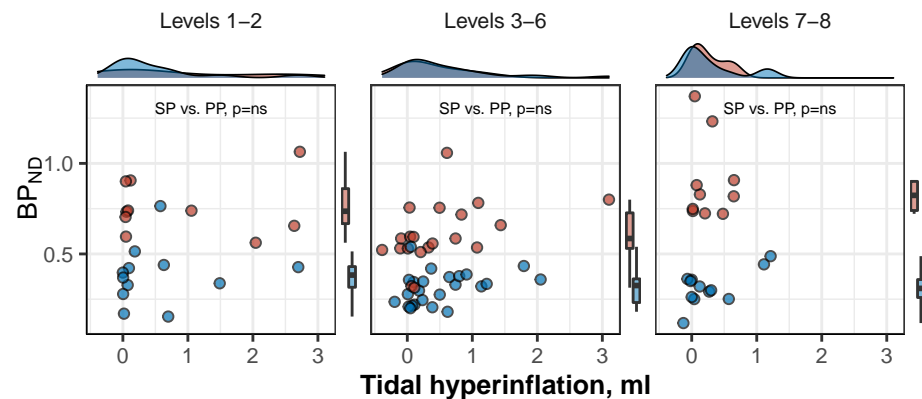 Levels 1−2
Levels 3−6
Levels 7−8
SP vs. PP, p=ns
SP vs. PP, p=ns
SP vs. PP, p=ns
BP_ND
1.0
0.5
0 1 2 3
0 1 2 3
0 1 2 3
Tidal hyperinflation, ml